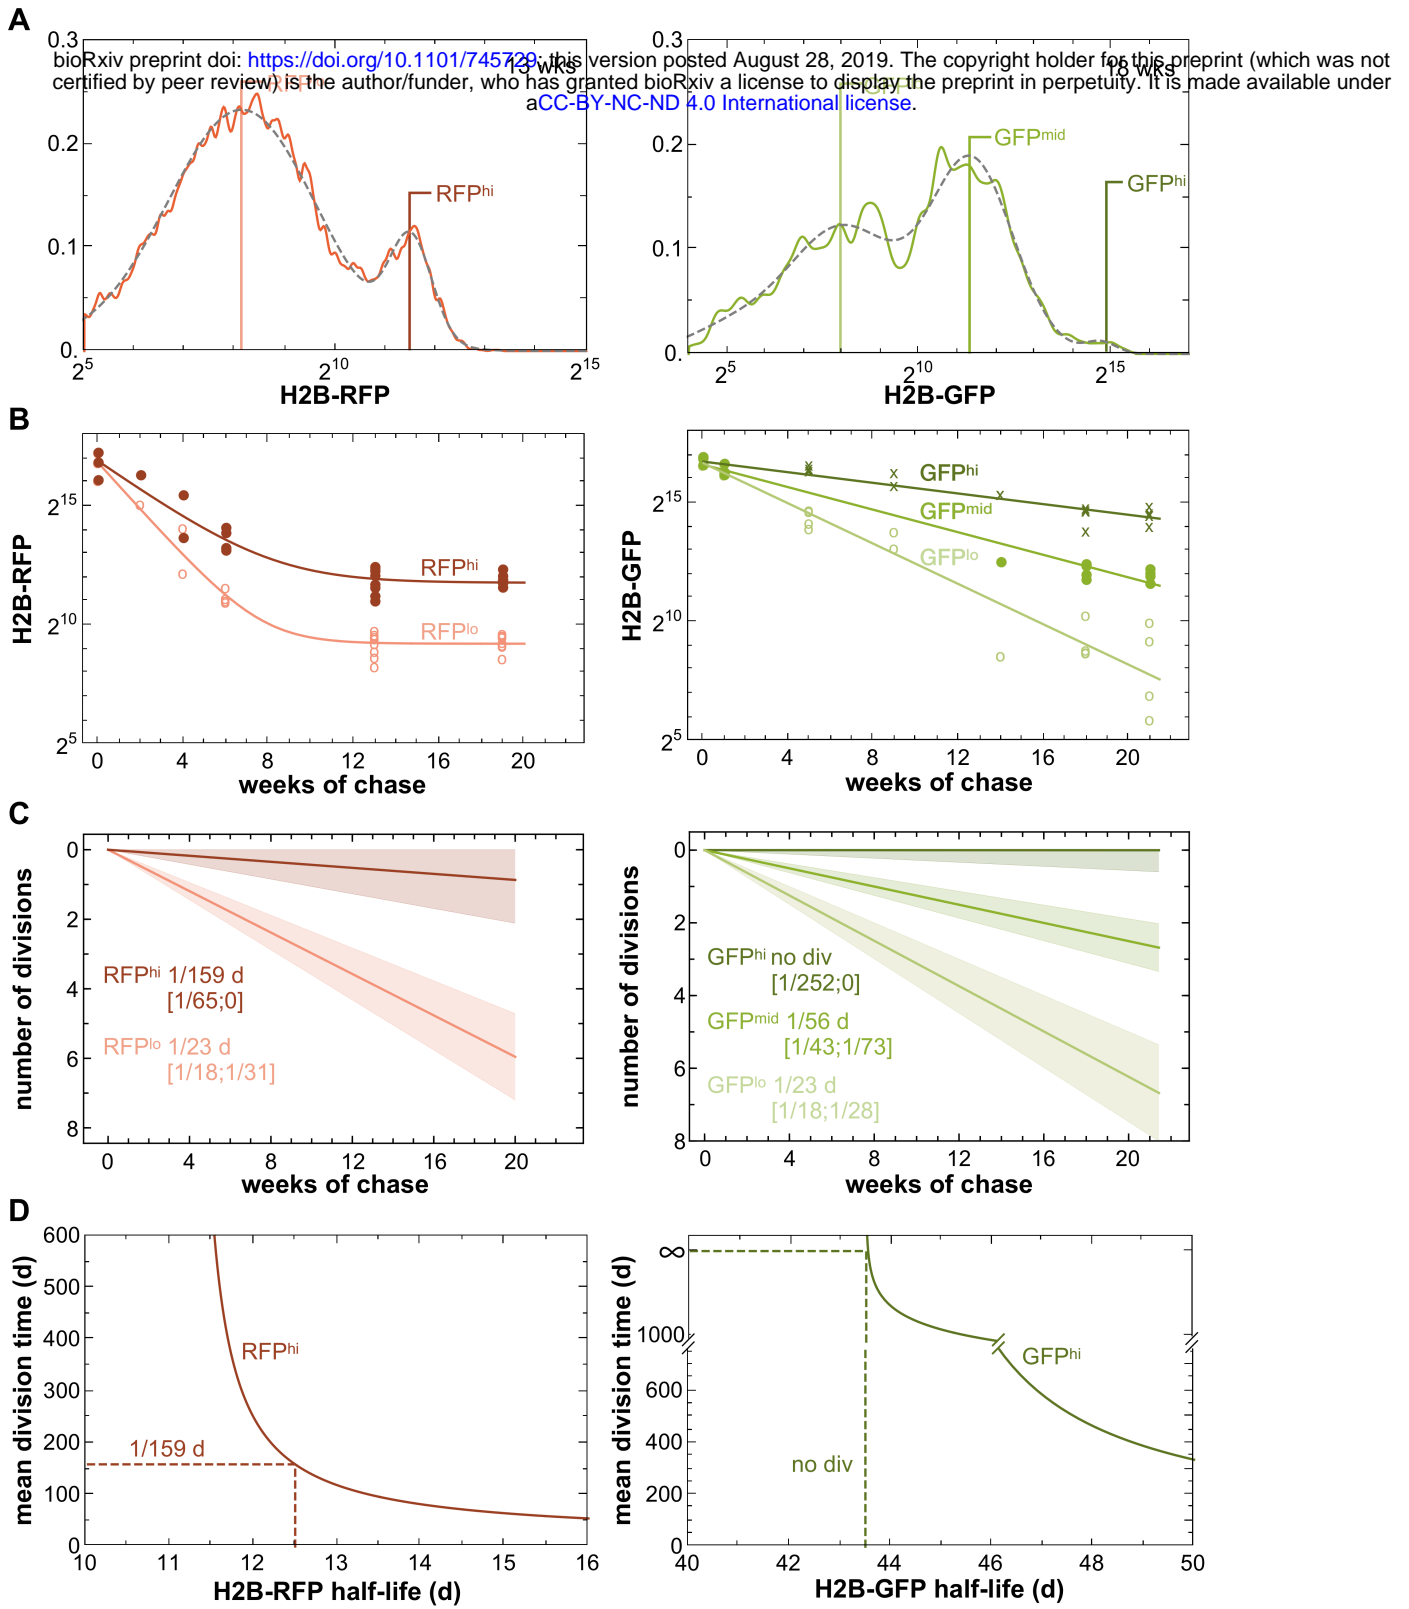 A
bioRxiv preprint doi: https://doi.org/10.1101/745729; this version posted August 28, 2019. The copyright holder for this preprint (which was not
certified by peer review) is the author/funder, who has granted bioRxiv a license to display the preprint in perpetuity. It is made available under
aCC-BY-NC-ND 4.0 International license.
0.3
0.2
0.1
0.
13 wks
RFPhi
2^5
2^10
2^15
H2B-RFP
0.3
0.2
0.1
0.
18 wks
GFPmid
GFPhi
2^5
2^10
2^15
H2B-GFP
B
H2B-RFP
2^15
2^10
2^5
RFPhi
RFPlo
0 4 8 12 16 20
weeks of chase
H2B-GFP
2^15
2^10
2^5
GFPhi
GFPmid
GFPlo
0 4 8 12 16 20
weeks of chase
C
number of divisions
0
2
4
6
8
RFPhi 1/159 d
[1/65;0]
RFPlo 1/23 d
[1/18;1/31]
0 4 8 12 16 20
weeks of chase
number of divisions
0
2
4
6
8
GFPhi no div
[1/252;0]
GFPmid 1/56 d
[1/43;1/73]
GFPlo 1/23 d
[1/18;1/28]
0 4 8 12 16 20
weeks of chase
D
mean division time (d)
600
500
400
300
200
100
0
RFPhi
1/159 d
10 11 12 13 14 15 16
H2B-RFP half-life (d)
mean division time (d)
∞
1000
600
400
200
0
GFPhi
no div
40 42 44 46 48 50
H2B-GFP half-life (d)